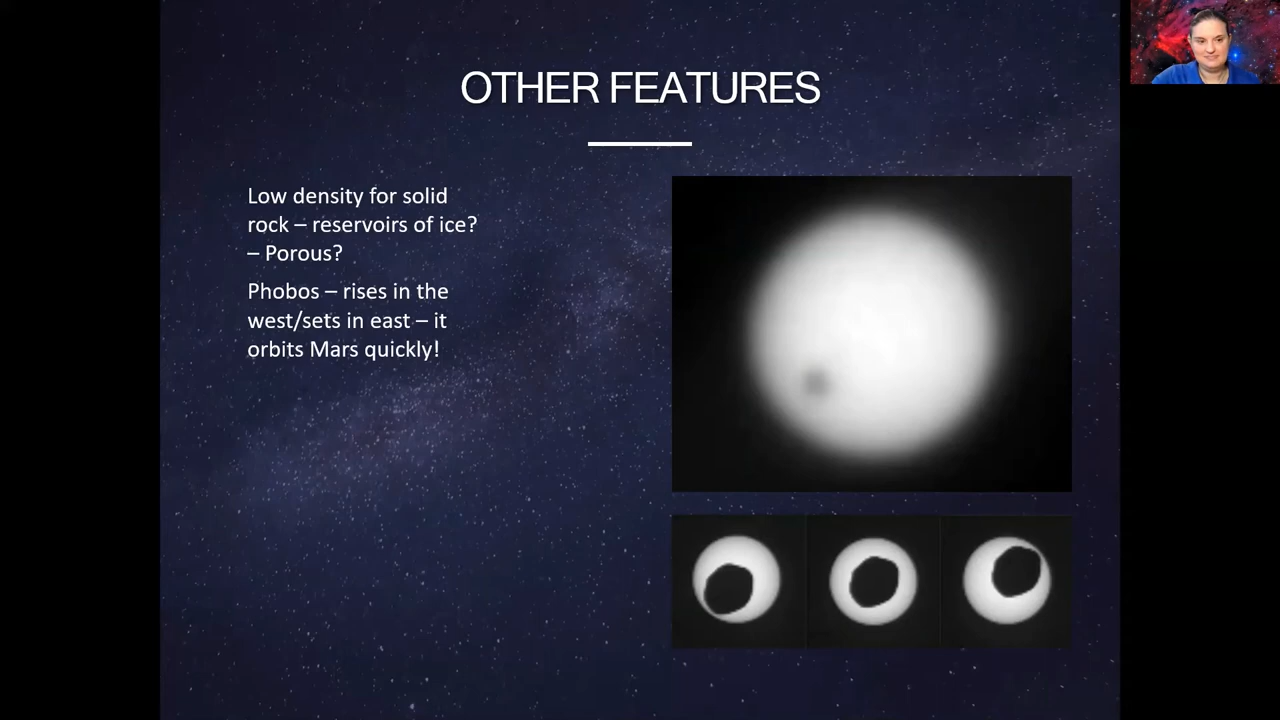 OTHER FEATURES
Low density for solid
rock – reservoirs of ice?
– Porous?
Phobos – rises in the
west/sets in east – it
orbits Mars quickly!